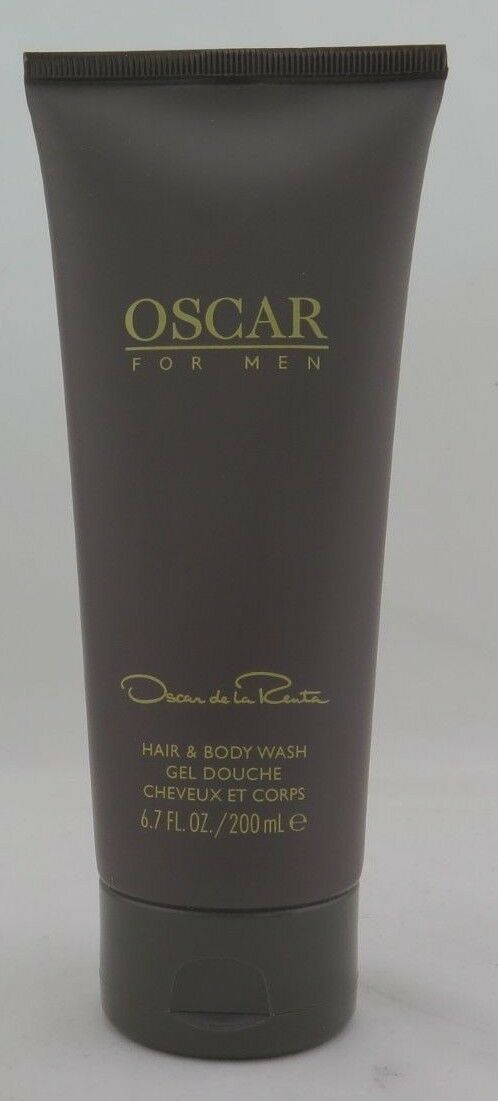 OSCAR
FOR MEN
Oscar de la Renta
HAIR & BODY WASH
GEL DOUCHE
CHEVEUX ET CORPS
6.7 FL. OZ./200 mL ℮